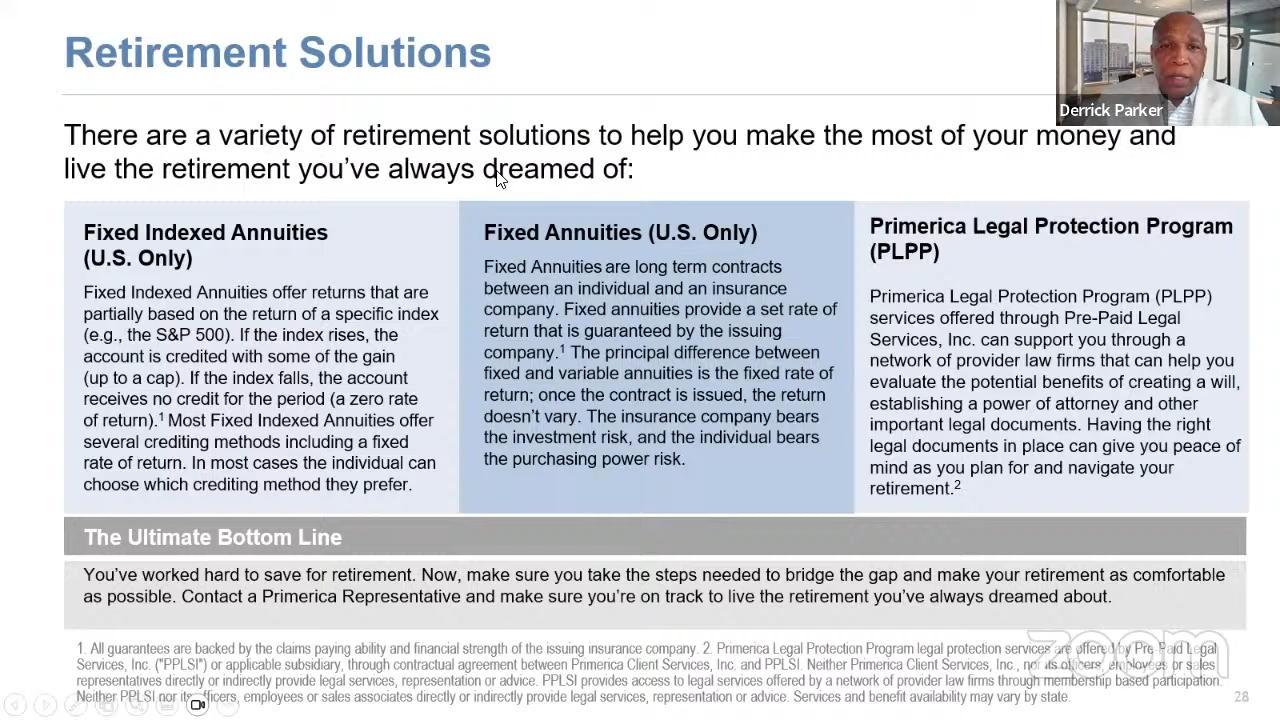 Retirement Solutions
Derrick Parker
There are a variety of retirement solutions to help you make the most of your money and
live the retirement you’ve always dreamed of:
Fixed Indexed Annuities
(U.S. Only)
Fixed Indexed Annuities offer returns that are
partially based on the return of a specific index
(e.g., the S&P 500). If the index rises, the
account is credited with some of the gain
(up to a cap). If the index falls, the account
receives no credit for the period (a zero rate
of return).¹ Most Fixed Indexed Annuities offer
several crediting methods including a fixed
rate of return. In most cases the individual can
choose which crediting method they prefer.
Fixed Annuities (U.S. Only)
Fixed Annuities are long term contracts
between an individual and an insurance
company. Fixed annuities provide a set rate of
return that is guaranteed by the issuing
company.¹ The principal difference between
fixed and variable annuities is the fixed rate of
return; once the contract is issued, the return
doesn’t vary. The insurance company bears
the investment risk, and the individual bears
the purchasing power risk.
Primerica Legal Protection Program
(PLPP)
Primerica Legal Protection Program (PLPP)
services offered through Pre-Paid Legal
Services, Inc. can support you through a
network of provider law firms that can help you
evaluate the potential benefits of creating a will,
establishing a power of attorney and other
important legal documents. Having the right
legal documents in place can give you peace of
mind as you plan for and navigate your
retirement.²
The Ultimate Bottom Line
You’ve worked hard to save for retirement. Now, make sure you take the steps needed to bridge the gap and make your retirement as comfortable
as possible. Contact a Primerica Representative and make sure you’re on track to live the retirement you’ve always dreamed about.
1. All guarantees are backed by the claims paying ability and financial strength of the issuing insurance company. 2. Primerica Legal Protection Program legal protection services are offered by Pre-Paid Legal
Services, Inc. ("PPLSI") or applicable subsidiary, through contractual agreement between Primerica Client Services, Inc. and PPLSI. Neither Primerica Client Services, Inc., nor its officers, employees or sales
representatives directly or indirectly provide legal services, representation or advice. PPLSI provides access to legal services offered by a network of provider law firms through membership based participation.
Neither PPLSI nor its officers, employees or sales associates directly or indirectly provide legal services, representation or advice. Services and benefit availability may vary by state.
zoom
28